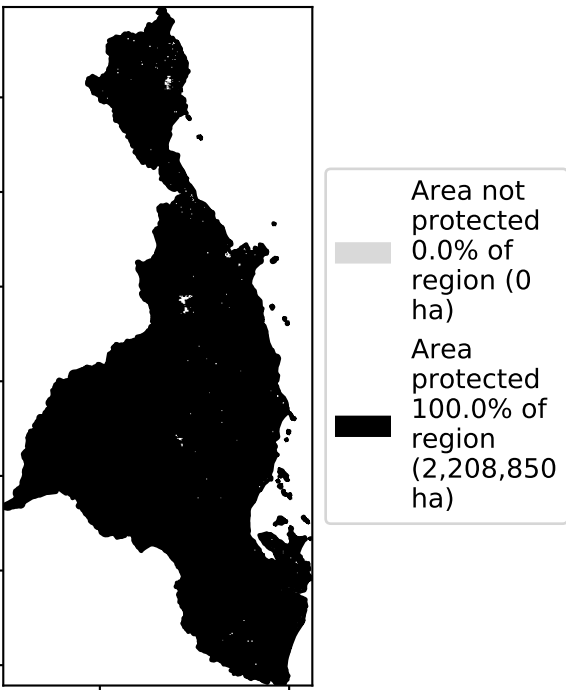 Area not
protected
0.0% of
region (0
ha)
Area
protected
100.0% of
region
(2,208,850
ha)